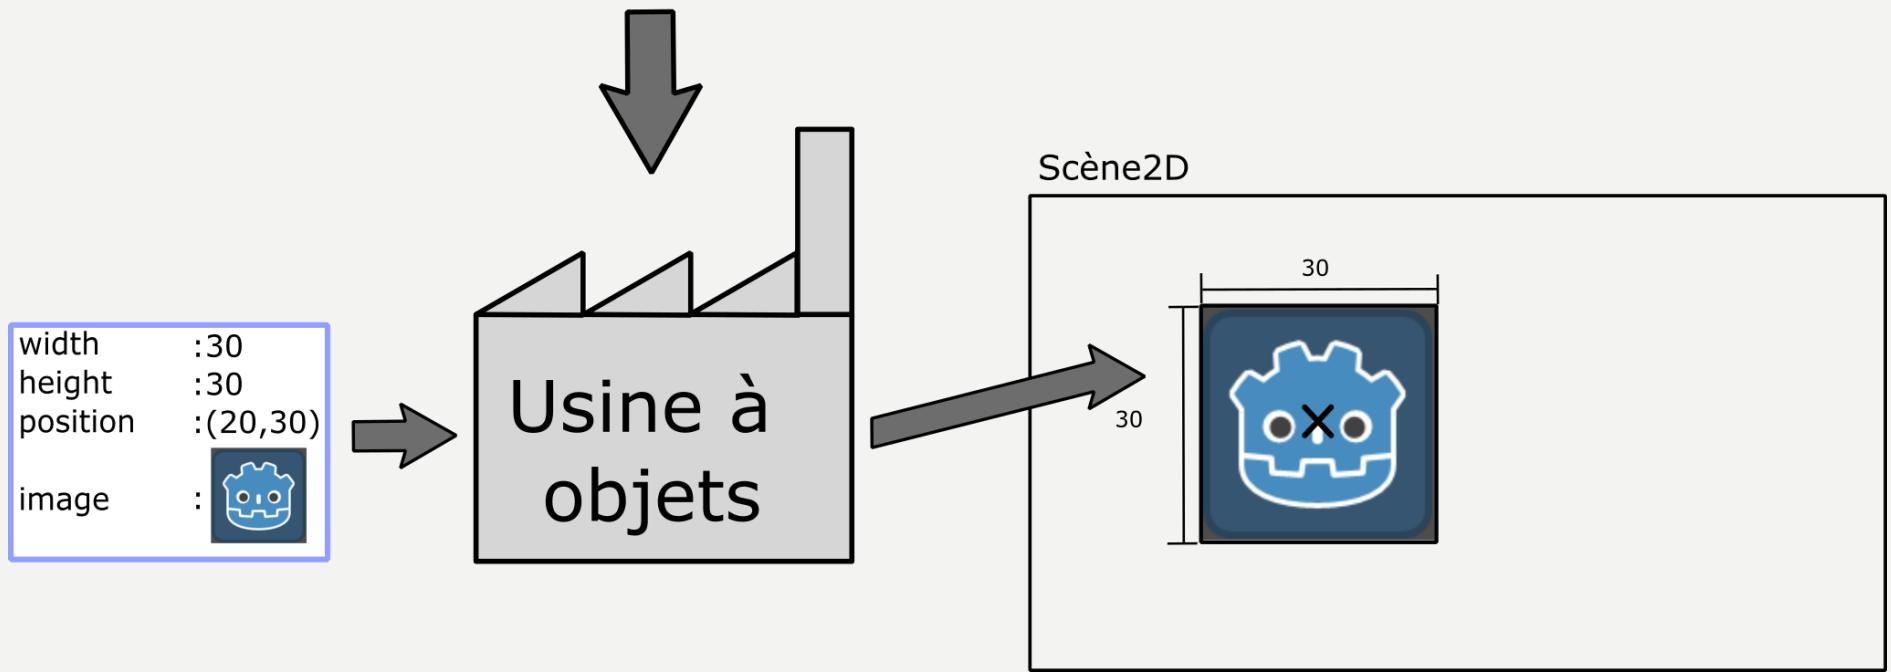 width :30
height :30
position :(20,30)
image :
Usine à
objets
Scène2D
30
30